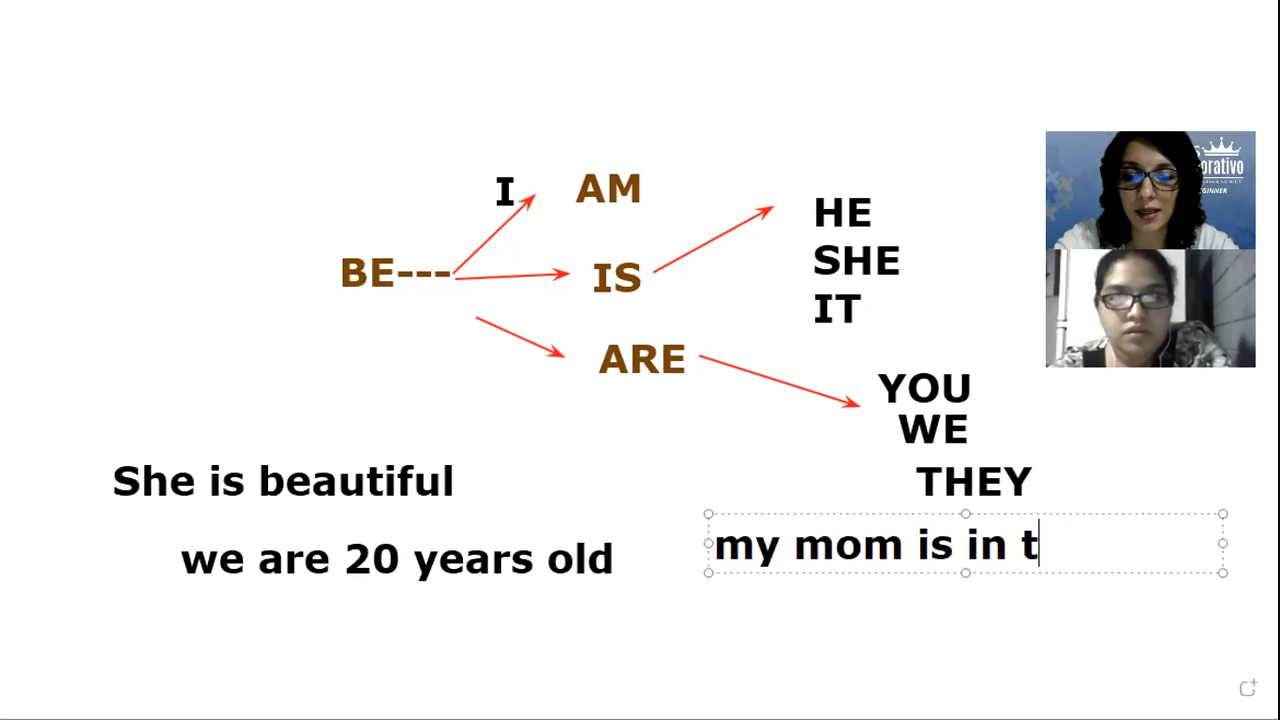 I AM
BE--- IS
ARE
HE
SHE
IT
YOU
WE
THEY
She is beautiful
we are 20 years old
my mom is in t